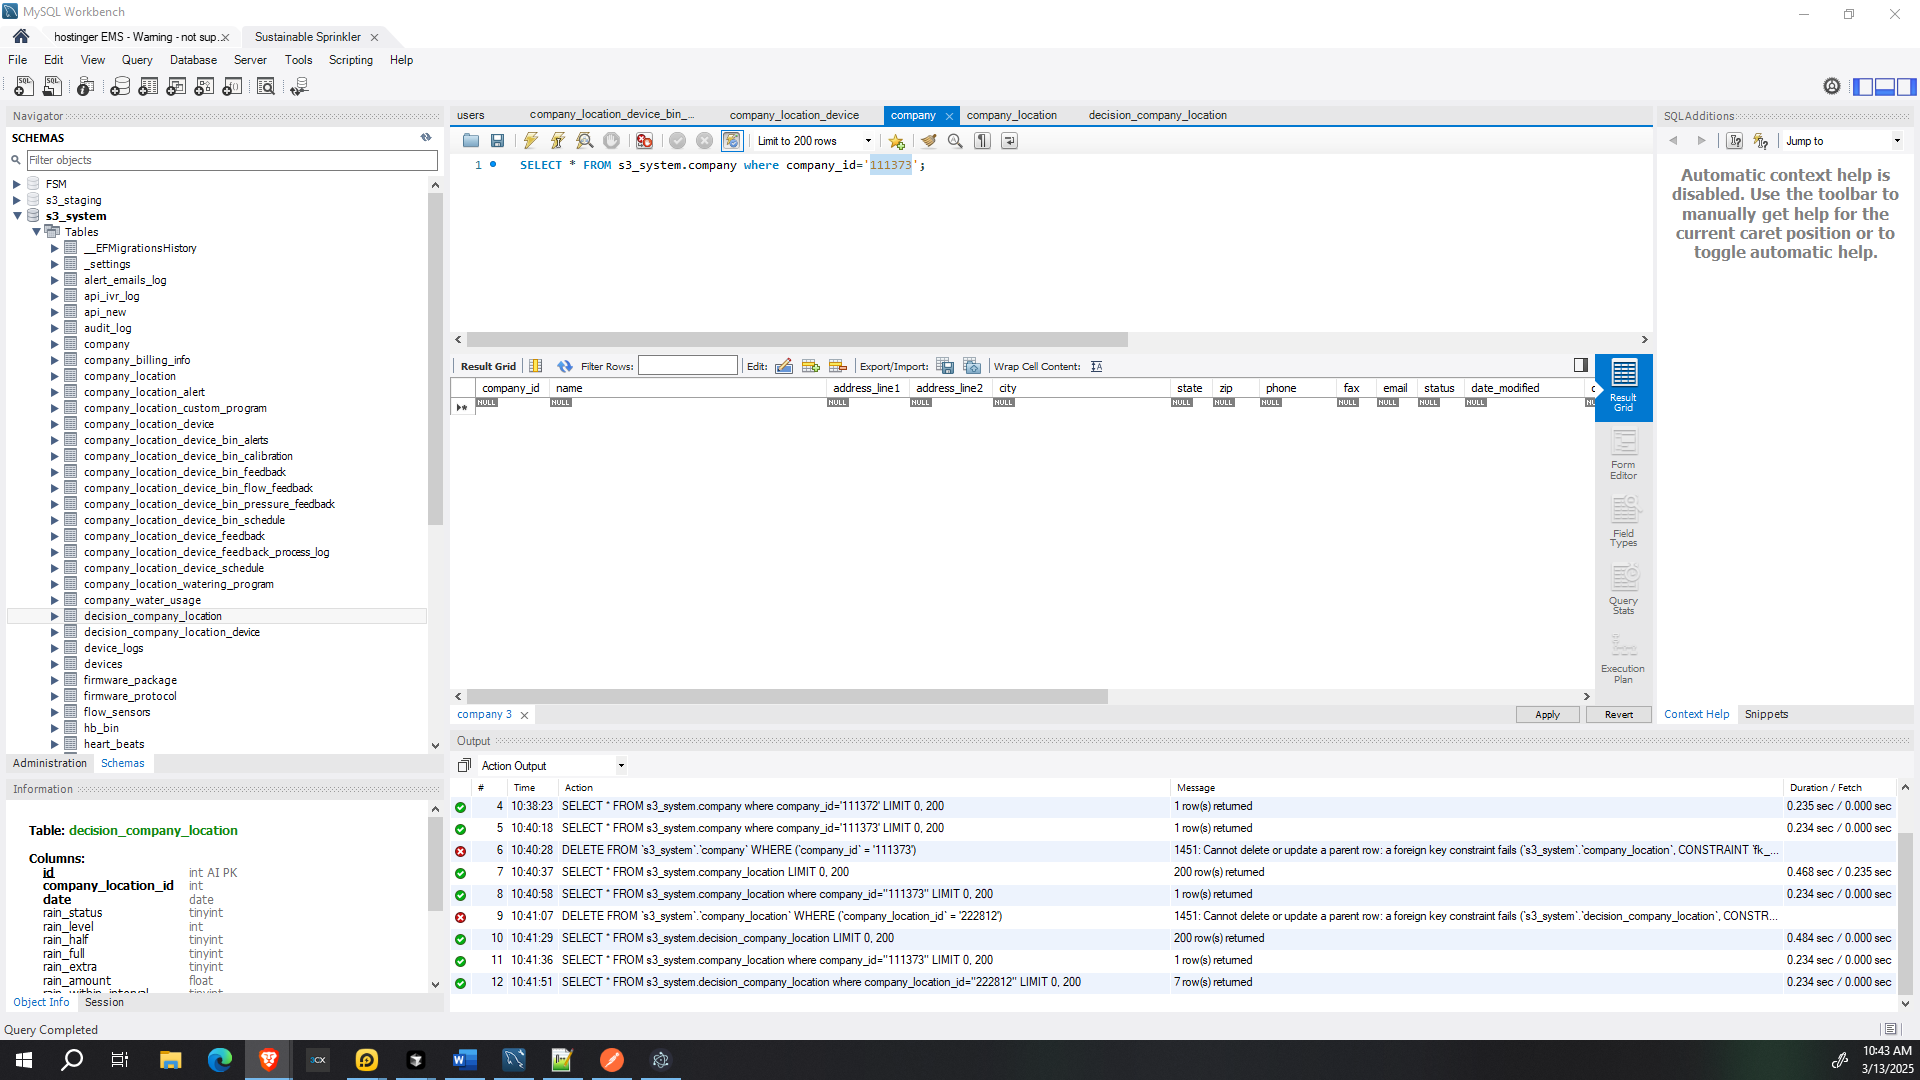 MySQL Workbench
hostinger EMS - Warning - not sup... Sustainable Sprinkler
File Edit View Query Database Server Tools Scripting Help
Navigator
SCHEMAS
Filter objects
FSM
s3_staging
s3_system
Tables
__EFMigrationsHistory
_settings
alert_emails_log
api_ivr_log
api_new
audit_log
company
company_billing_info
company_location
company_location_alert
company_location_custom_program
company_location_device
company_location_device_bin_alerts
company_location_device_bin_calibration
company_location_device_bin_feedback
company_location_device_bin_flow_feedback
company_location_device_bin_pressure_feedback
company_location_device_bin_schedule
company_location_device_feedback
company_location_device_feedback_process_log
company_location_device_schedule
company_location_watering_program
company_water_usage
decision_company_location
decision_company_location_device
device_logs
devices
firmware_package
firmware_protocol
flow_sensors
hb_bin
heart_beats
Administration Schemas
Information
Table: decision_company_location
Columns:
id int AI PK
company_location_id int
date date
rain_status tinyint
rain_level int
rain_half tinyint
rain_full tinyint
rain_extra tinyint
rain_amount float
rain_within_interval tinyint
Object Info Session
Query Completed
users company_location_device_bin_... company_location_device company company_location decision_company_location
Limit to 200 rows
1 SELECT * FROM s3_system.company where company_id='111373';
Result Grid Filter Rows: Edit: Export/Import: Wrap Cell Content:
company_id name address_line1 address_line2 city state zip phone fax email status date_modified
NULL NULL NULL NULL NULL NULL NULL NULL NULL NULL NULL NULL
Result Grid
Form Editor
Field Types
Query Stats
Execution Plan
company 3 Apply Revert
SQLAdditions
Jump to
Automatic context help is
disabled. Use the toolbar to
manually get help for the
current caret position or to
toggle automatic help.
Context Help Snippets
Output
Action Output
# Time Action Message Duration / Fetch
4 10:38:23 SELECT * FROM s3_system.company where company_id='111372' LIMIT 0, 200 1 row(s) returned 0.235 sec / 0.000 sec
5 10:40:18 SELECT * FROM s3_system.company where company_id='111373' LIMIT 0, 200 1 row(s) returned 0.234 sec / 0.000 sec
6 10:40:28 DELETE FROM `s3_system`.`company` WHERE (`company_id` = '111373') 1451: Cannot delete or update a parent row: a foreign key constraint fails (`s3_system`.`company_location`, CONSTRAINT `fk_...
7 10:40:37 SELECT * FROM s3_system.company_location LIMIT 0, 200 200 row(s) returned 0.468 sec / 0.235 sec
8 10:40:58 SELECT * FROM s3_system.company_location where company_id="111373" LIMIT 0, 200 1 row(s) returned 0.234 sec / 0.000 sec
9 10:41:07 DELETE FROM `s3_system`.`company_location` WHERE (`company_location_id` = '222812') 1451: Cannot delete or update a parent row: a foreign key constraint fails (`s3_system`.`decision_company_location`, CONSTR...
10 10:41:29 SELECT * FROM s3_system.decision_company_location LIMIT 0, 200 200 row(s) returned 0.484 sec / 0.000 sec
11 10:41:36 SELECT * FROM s3_system.company_location where company_id="111373" LIMIT 0, 200 1 row(s) returned 0.234 sec / 0.000 sec
12 10:41:51 SELECT * FROM s3_system.decision_company_location where company_location_id="222812" LIMIT 0, 200 7 row(s) returned 0.234 sec / 0.000 sec
10:43 AM
3/13/2025